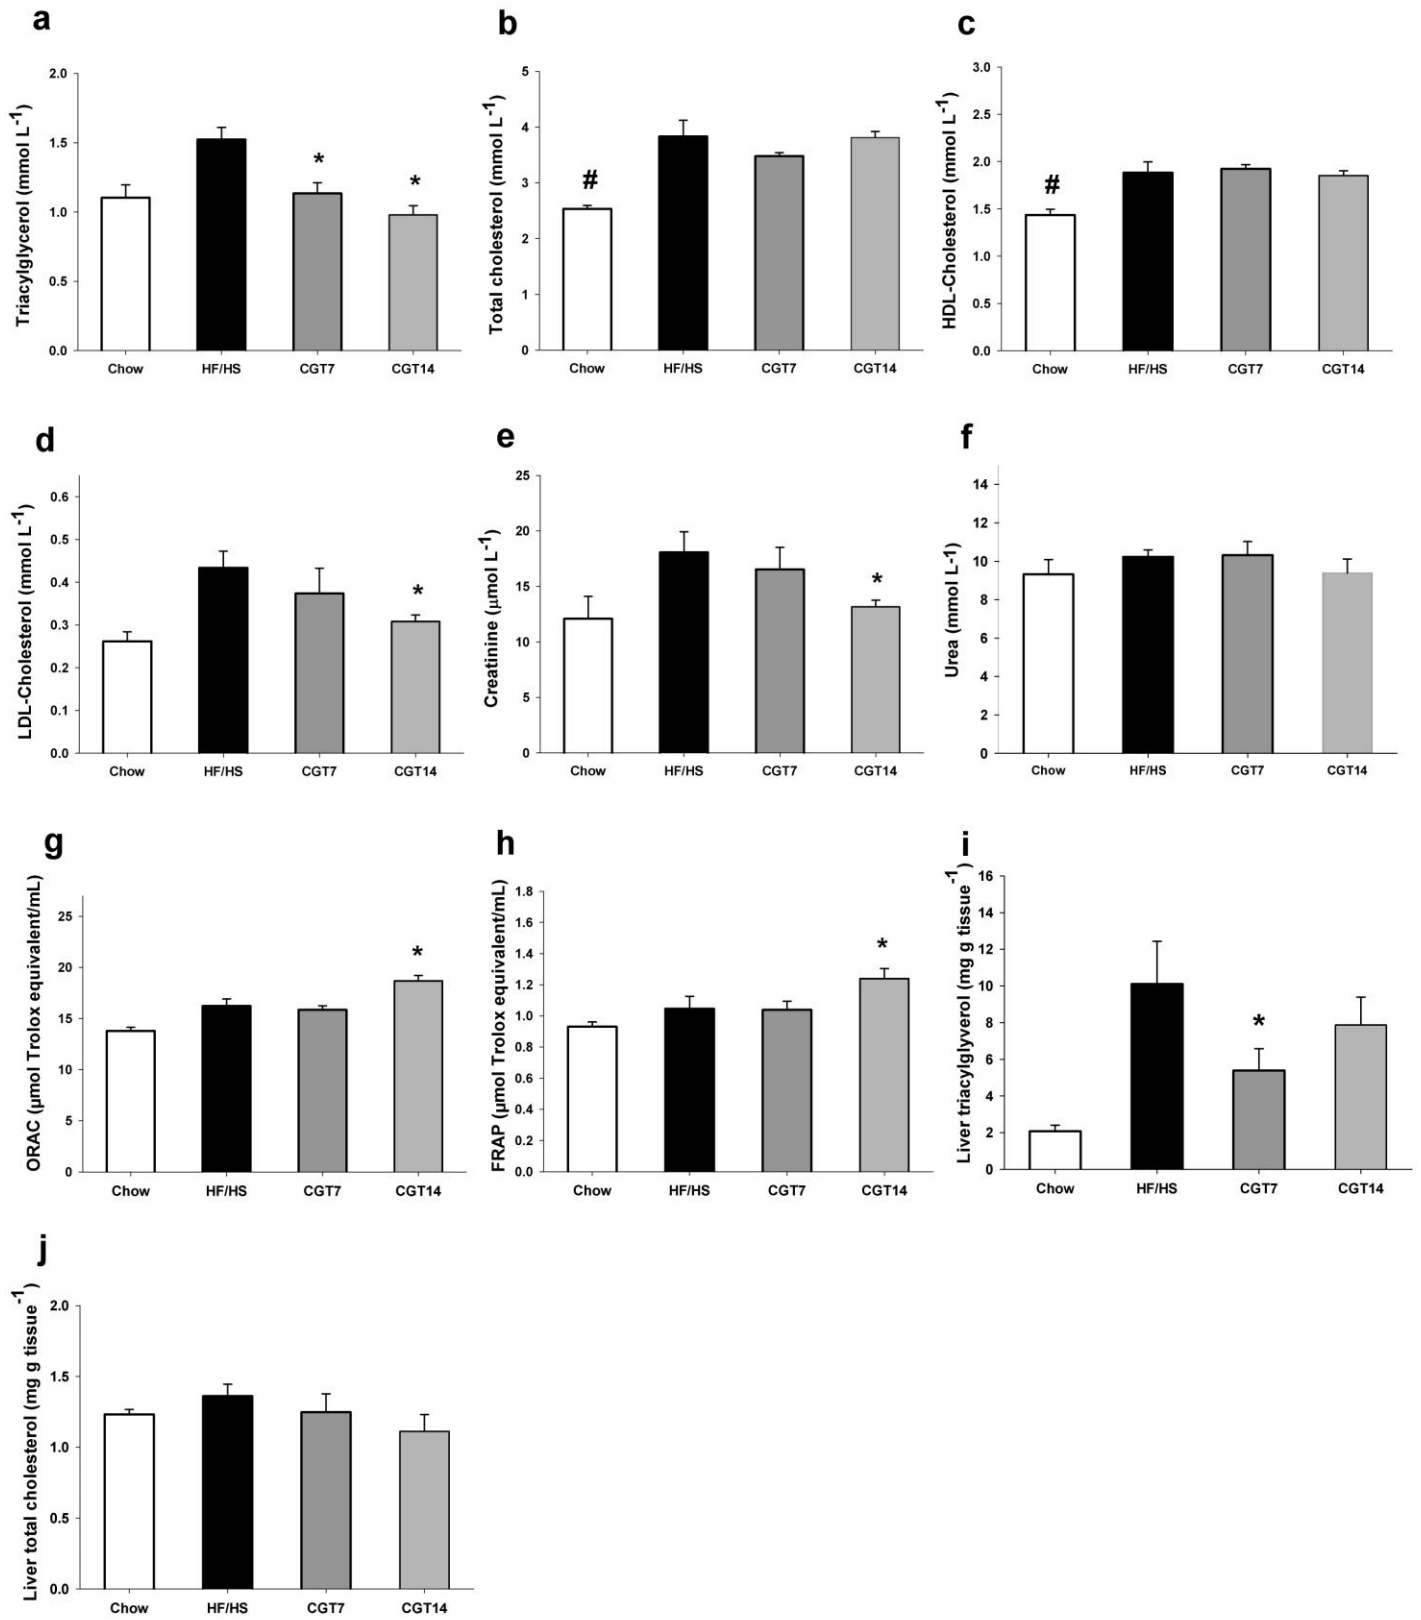 a
Triacylglycerol (mmol L-1)
2.0
1.5
1.0
0.5
0.0
*
*
Chow HF/HS CGT7 CGT14
b
Total cholesterol (mmol L-1)
5
4
3
2
1
0
#
Chow HF/HS CGT7 CGT14
c
HDL-Cholesterol (mmol L-1)
3.0
2.5
2.0
1.5
1.0
0.5
0.0
#
Chow HF/HS CGT7 CGT14
d
LDL-Cholesterol (mmol L-1)
0.6
0.5
0.4
0.3
0.2
0.1
0.0
*
Chow HF/HS CGT7 CGT14
e
Creatinine (µmol L-1)
25
20
15
10
5
0
*
Chow HF/HS CGT7 CGT14
f
Urea (mmol L-1)
14
12
10
8
6
4
2
0
Chow HF/HS CGT7 CGT14
g
ORAC (µmol Trolox equivalent/mL)
25
20
15
10
5
0
*
Chow HF/HS CGT7 CGT14
h
FRAP (µmol Trolox equivalent/mL)
1.8
1.6
1.4
1.2
1.0
0.8
0.6
0.4
0.2
0.0
*
Chow HF/HS CGT7 CGT14
i
Liver triacylglyverol (mg g tissue-1)
16
14
12
10
8
6
4
2
0
*
Chow HF/HS CGT7 CGT14
j
Liver total cholesterol (mg g tissue-1)
2.0
1.5
1.0
0.5
0.0
Chow HF/HS CGT7 CGT14